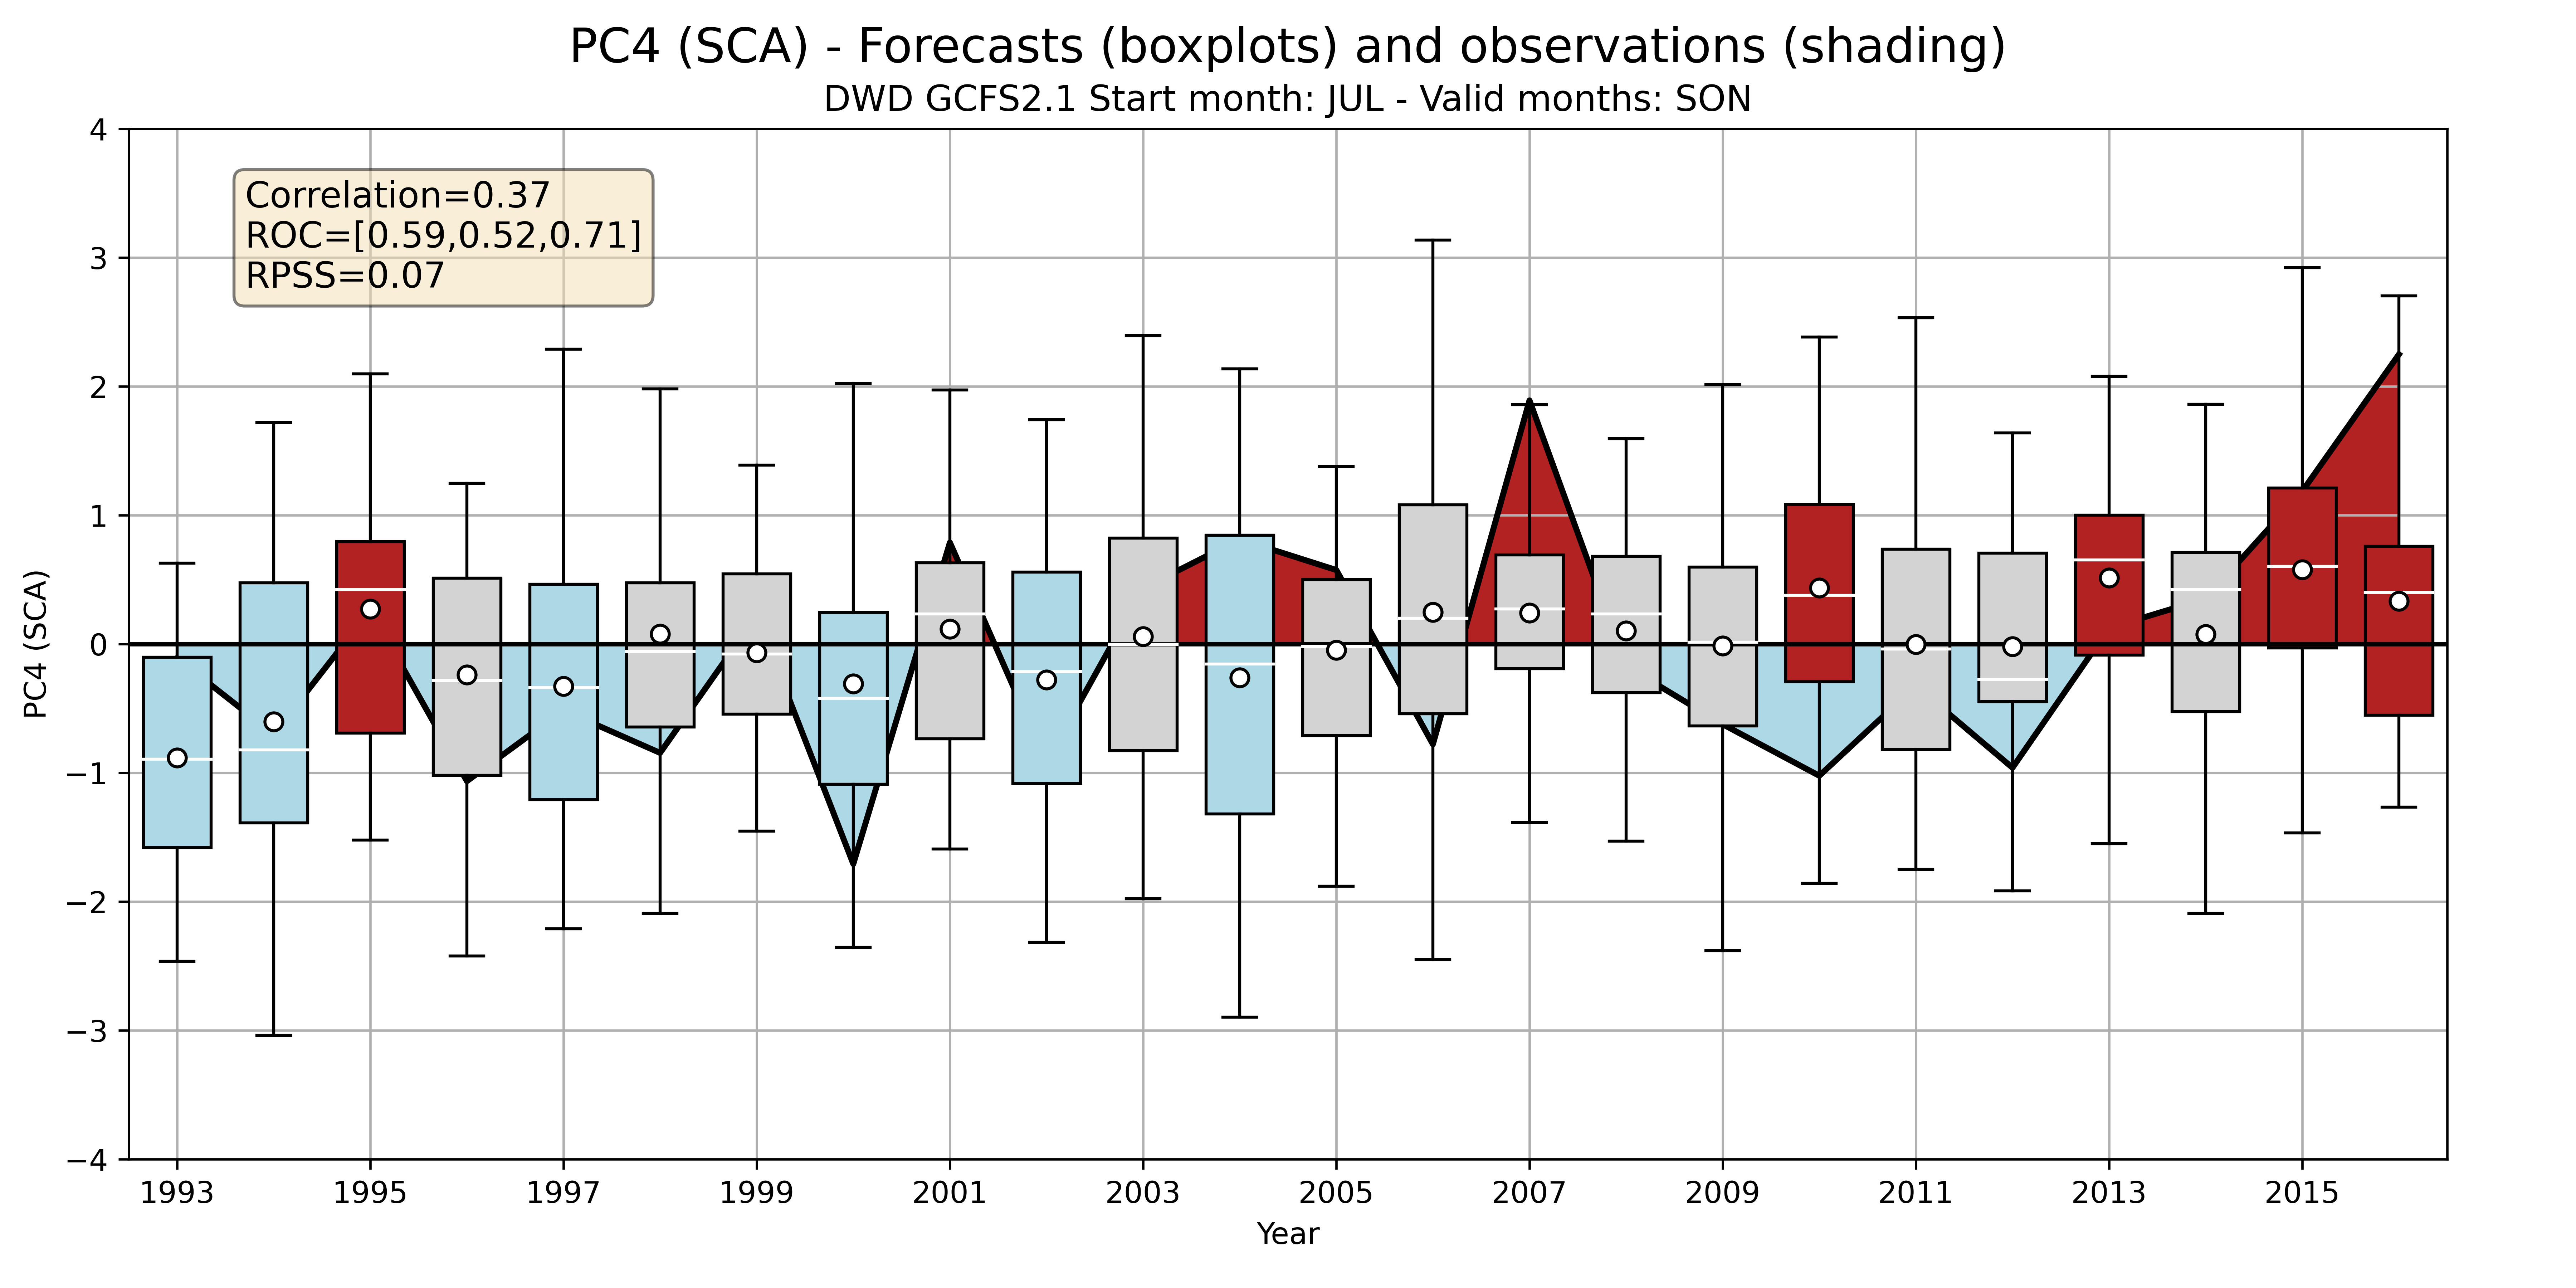 PC4 (SCA) - Forecasts (boxplots) and observations (shading)
DWD GCFS2.1 Start month: JUL - Valid months: SON
Correlation=0.37
ROC=[0.59,0.52,0.71]
RPSS=0.07
PC4 (SCA)
4
3
2
1
0
−1
−2
−3
−4
1993 1995 1997 1999 2001 2003 2005 2007 2009 2011 2013 2015
Year